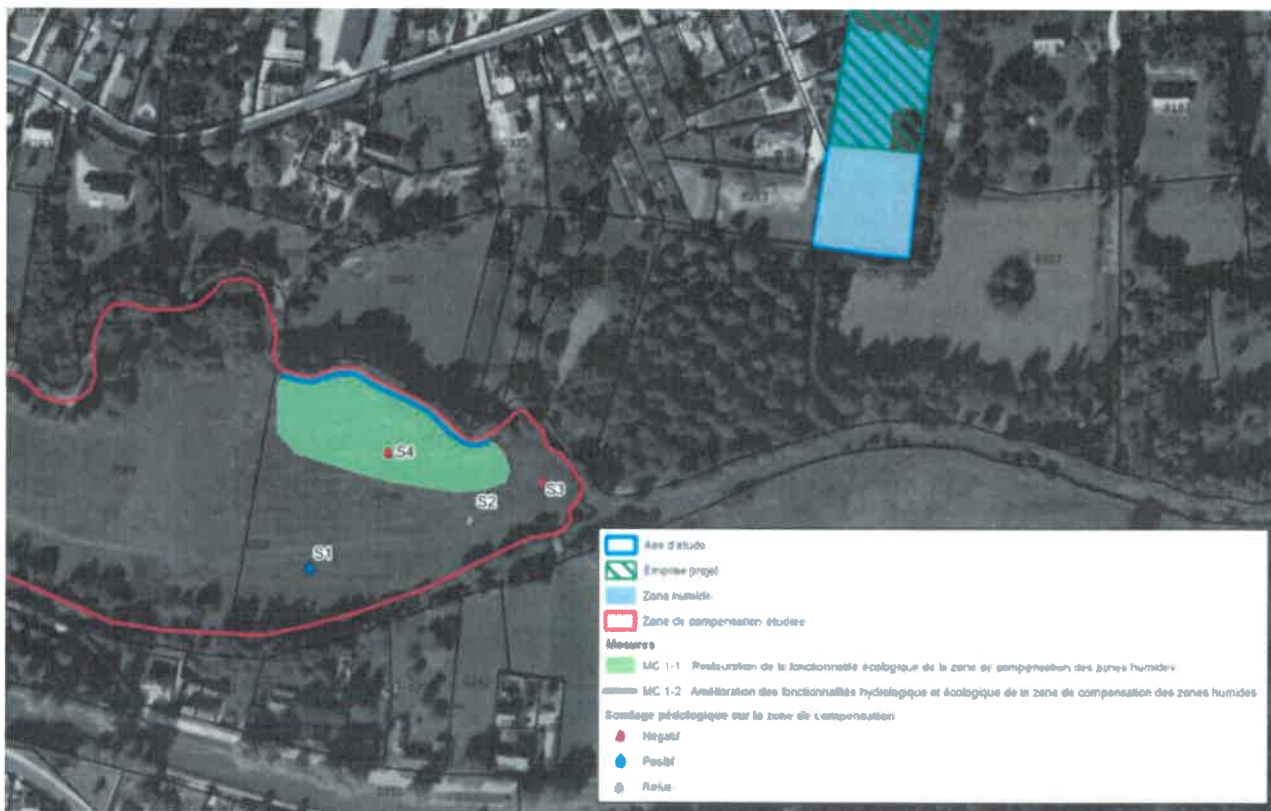 S4
S3
S2
S1
Aire d'étude
Emprise projet
Zone humide
Zone de compensation étudiée
Mesures
MC 1-1 Restauration de la fonctionnalité écologique de la zone de compensation des zones humides
MC 1-2 Amélioration des fonctionnalités hydrologique et écologique de la zone de compensation des zones humides
Sondage pédologique sur la zone de compensation
Négatif
Positif
Refus